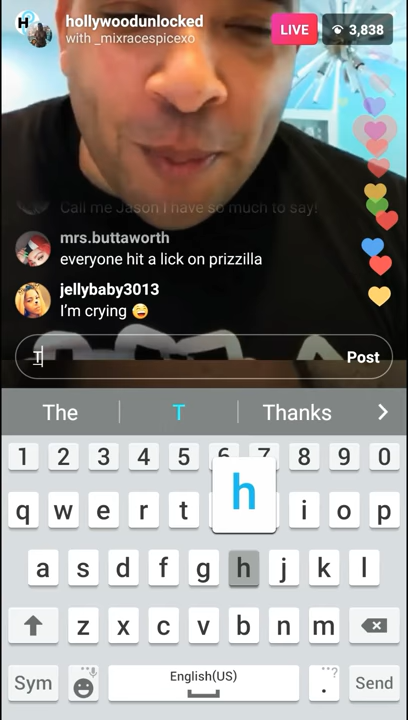 hollywoodunlocked
with _mixracespicexo
LIVE
3,838
Call me Jason I have so much to say!
mrs.buttaworth
everyone hit a lick on prizzilla
jellybaby3013
I'm crying 😅
T
Post
The
T
Thanks
1 2 3 4 5 6 7 8 9 0
q w e r t h i o p
a s d f g h j k l
z x c v b n m
Sym
English(US)
.
Send